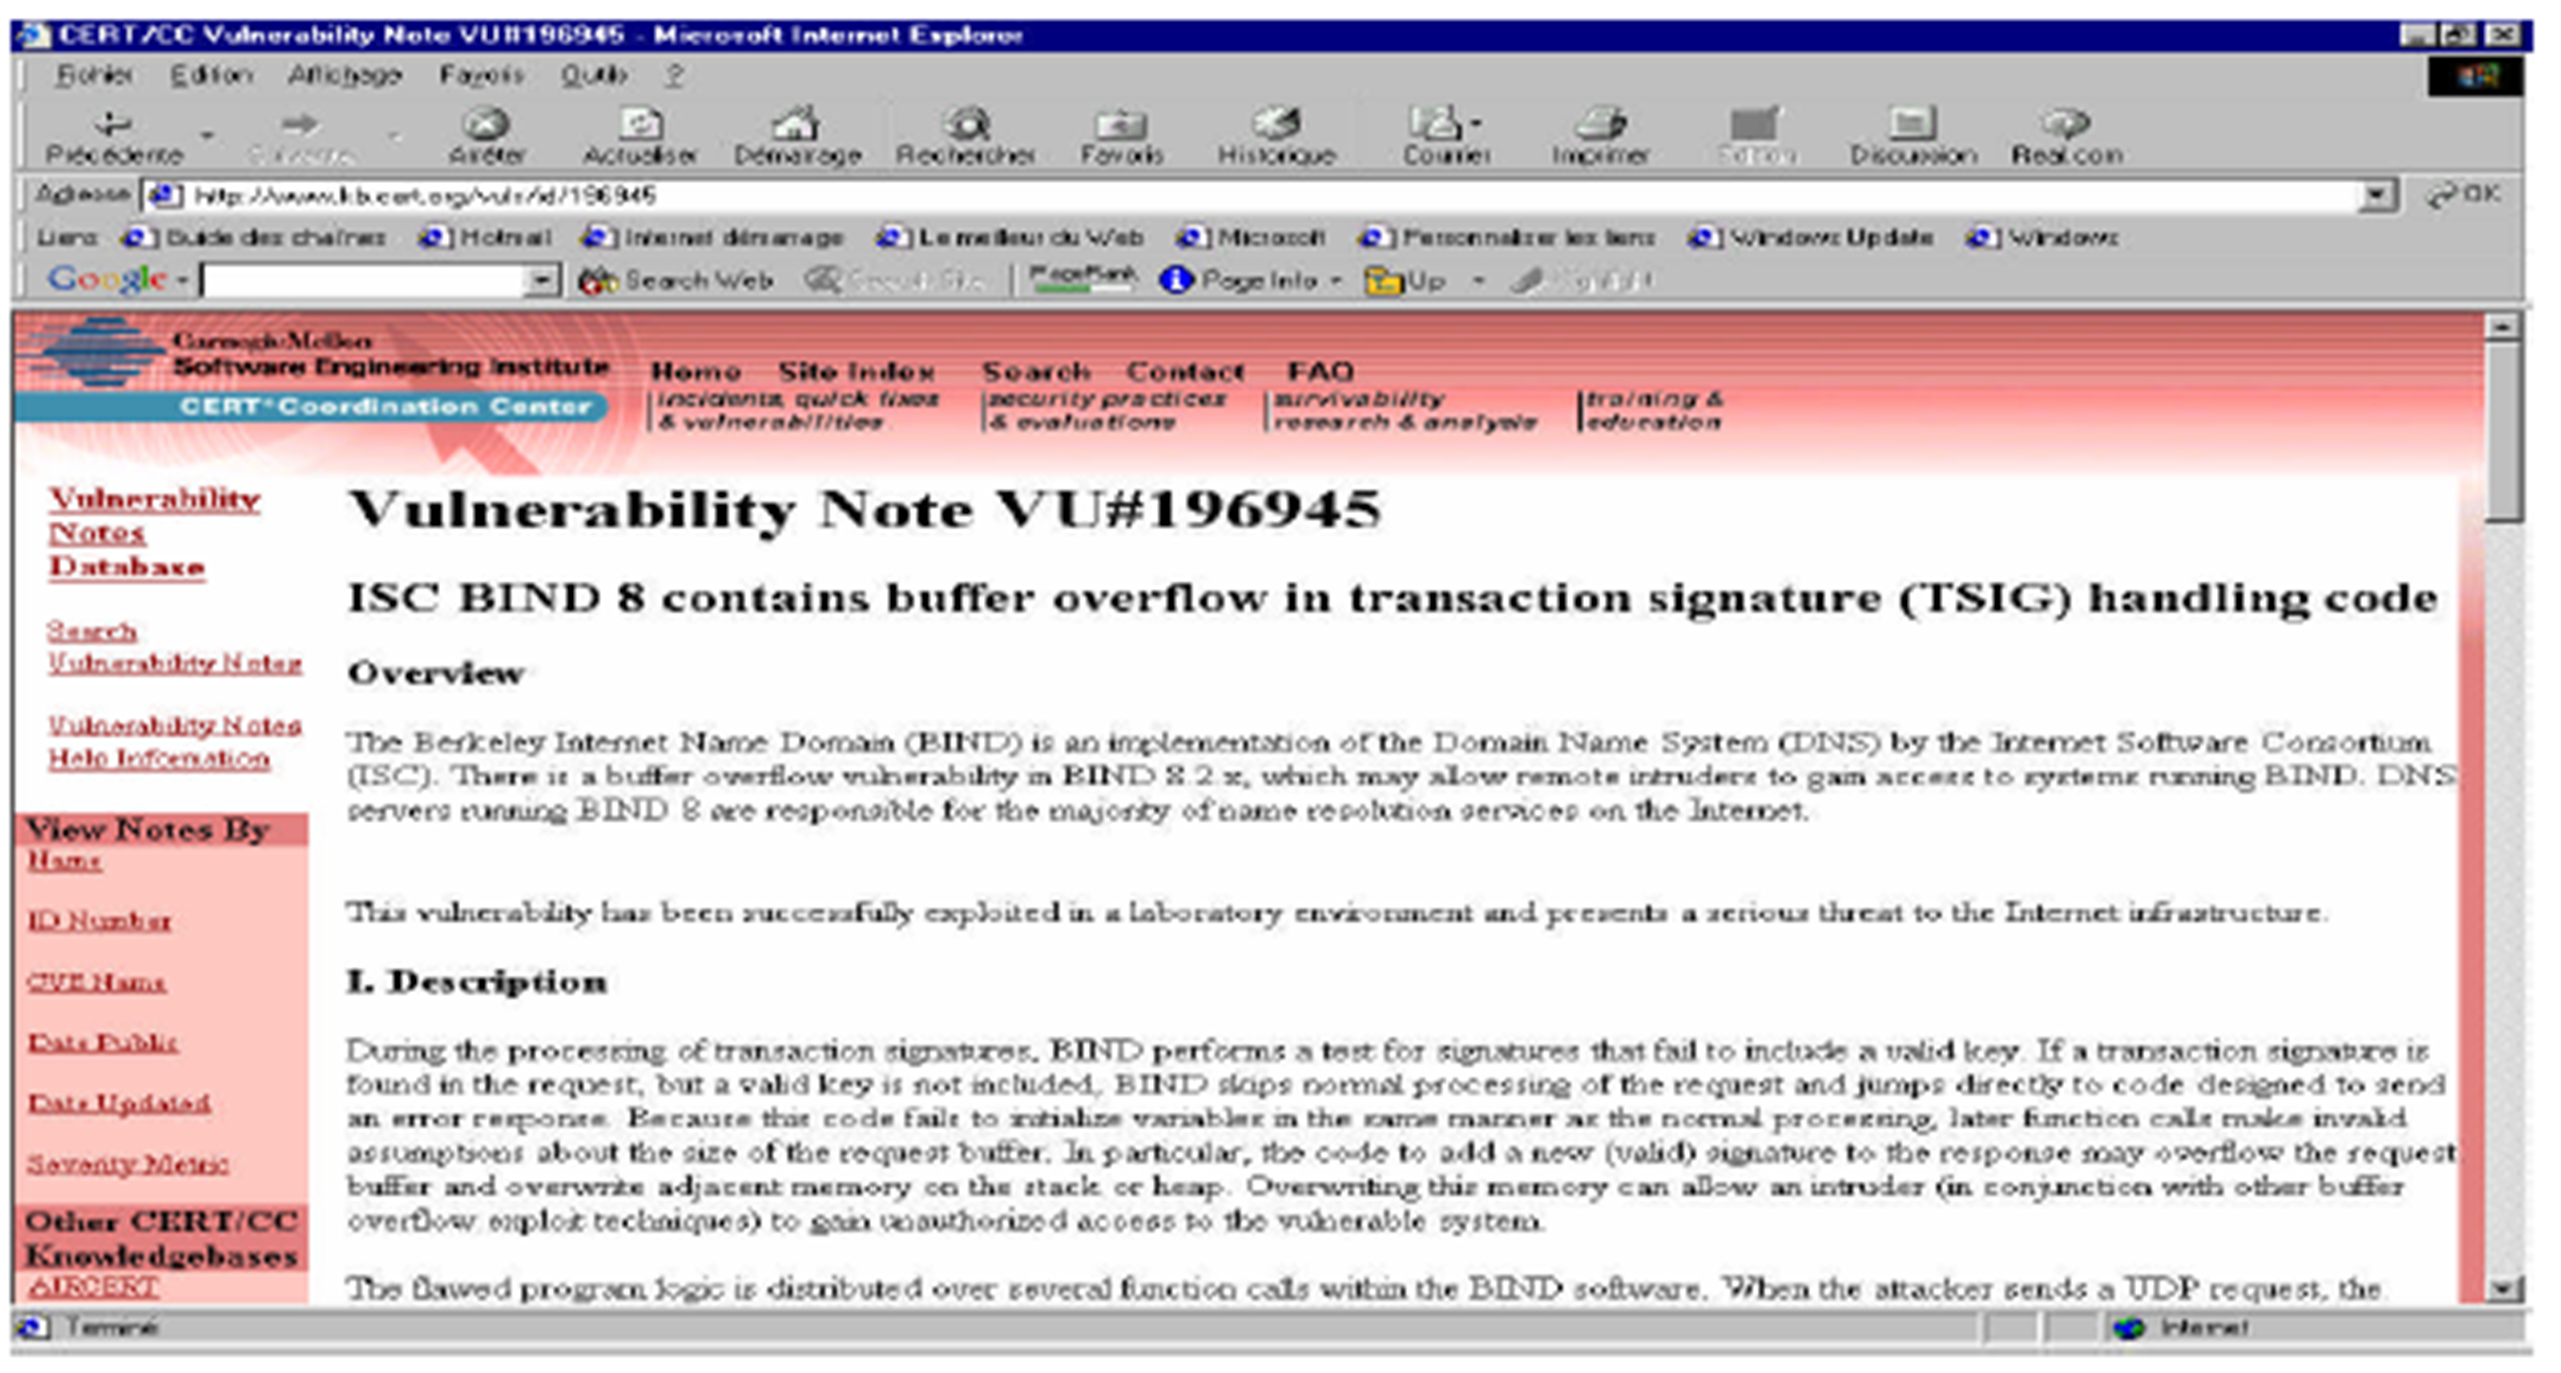 CERT/CC Vulnerability Note VU#196945 - Microsoft Internet Explorer
Fichier Edition Affichage Favoris Outils ?
Précédente Suivante Arrêter Actualiser Démarrage Rechercher Favoris Historique Courrier Imprimer Edition Discussion Real.com
Adresse http://www.kb.cert.org/vuls/id/196945 OK
Liens Guide des chaînes Hotmail Internet démarrage Le meilleur du Web Microsoft Personnaliser les liens Windows Update Windows
Google Search Web Search Site PageRank Page Info Up Highlight
Carnegie Mellon
Software Engineering Institute
CERT® Coordination Center
Home Site Index Search Contact FAQ
incidents, quick fixes & vulnerabilities
security practices & evaluations
survivability research & analysis
training & education
Vulnerability
Notes
Database
Search
Vulnerability Notes
Vulnerability Notes
Help Information
View Notes By
Name
ID Number
CVE Name
Date Public
Date Updated
Severity Metric
Other CERT/CC
Knowledgebases
AIRCERT
Vulnerability Note VU#196945
ISC BIND 8 contains buffer overflow in transaction signature (TSIG) handling code
Overview
The Berkeley Internet Name Domain (BIND) is an implementation of the Domain Name System (DNS) by the Internet Software Consortium
(ISC). There is a buffer overflow vulnerability in BIND 8.2.x, which may allow remote intruders to gain access to systems running BIND. DNS
servers running BIND 8 are responsible for the majority of name resolution services on the Internet.
This vulnerability has been successfully exploited in a laboratory environment and presents a serious threat to the Internet infrastructure.
I. Description
During the processing of transaction signatures, BIND performs a test for signatures that fail to include a valid key. If a transaction signature is
found in the request, but a valid key is not included, BIND skips normal processing of the request and jumps directly to code designed to send
an error response. Because this code fails to initialize variables in the same manner as the normal processing, later function calls make invalid
assumptions about the size of the request buffer. In particular, the code to add a new (valid) signature to the response may overflow the request
buffer and overwrite adjacent memory on the stack or heap. Overwriting this memory can allow an intruder (in conjunction with other buffer
overflow exploit techniques) to gain unauthorized access to the vulnerable system.
The flawed program logic is distributed over several function calls within the BIND software. When the attacker sends a UDP request, the
Terminé Internet